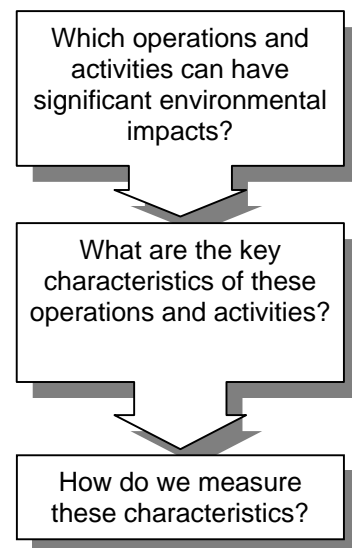 Which operations and
activities can have
significant environmental
impacts?
What are the key
characteristics of these
operations and activities?
How do we measure
these characteristics?